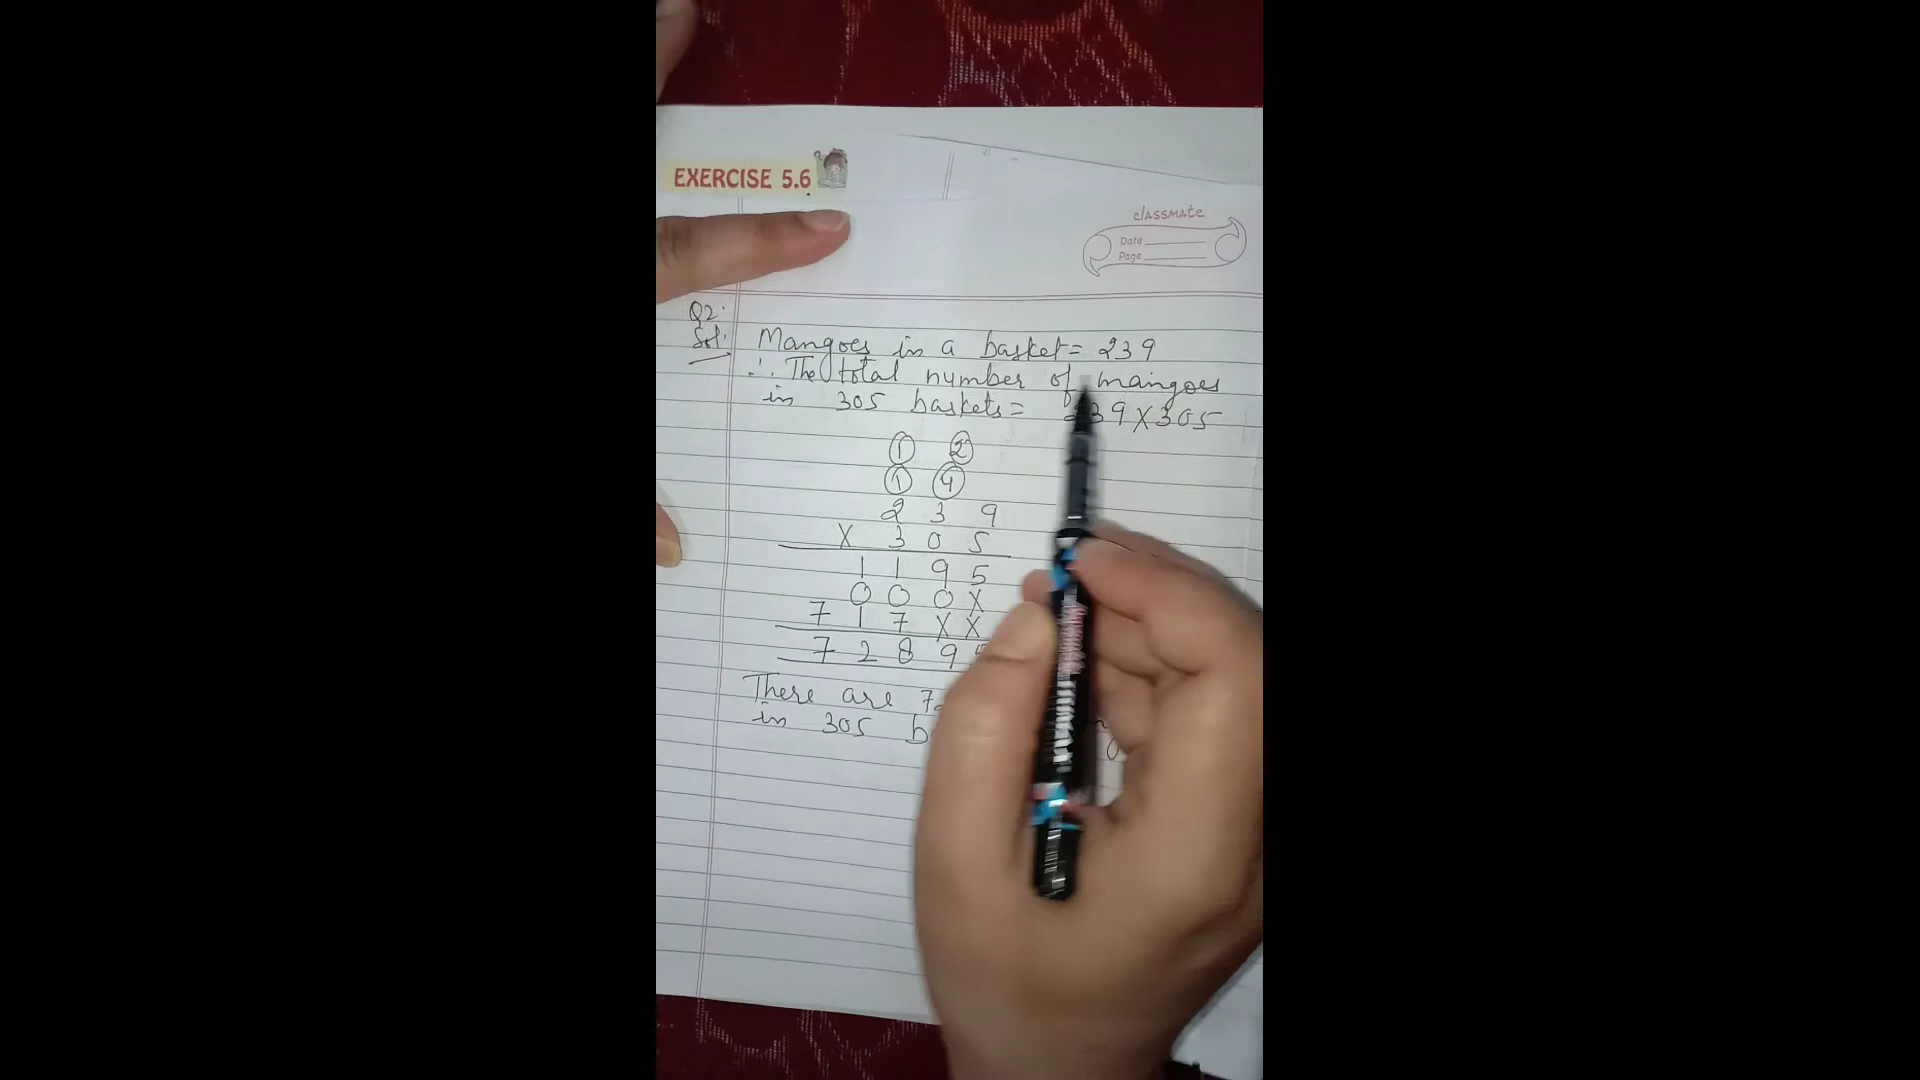 EXERCISE 5.6
classmate
Date
Page
Q2.
Sol. Mangoes in a basket = 239
∴ The total number of mangoes
in 305 baskets = 239 X 305
1 2
1 4
2 3 9
X 3 0 5
1 1 9 5
0 0 0 X
7 1 7 X X
7 2 8 9
There are
in 305